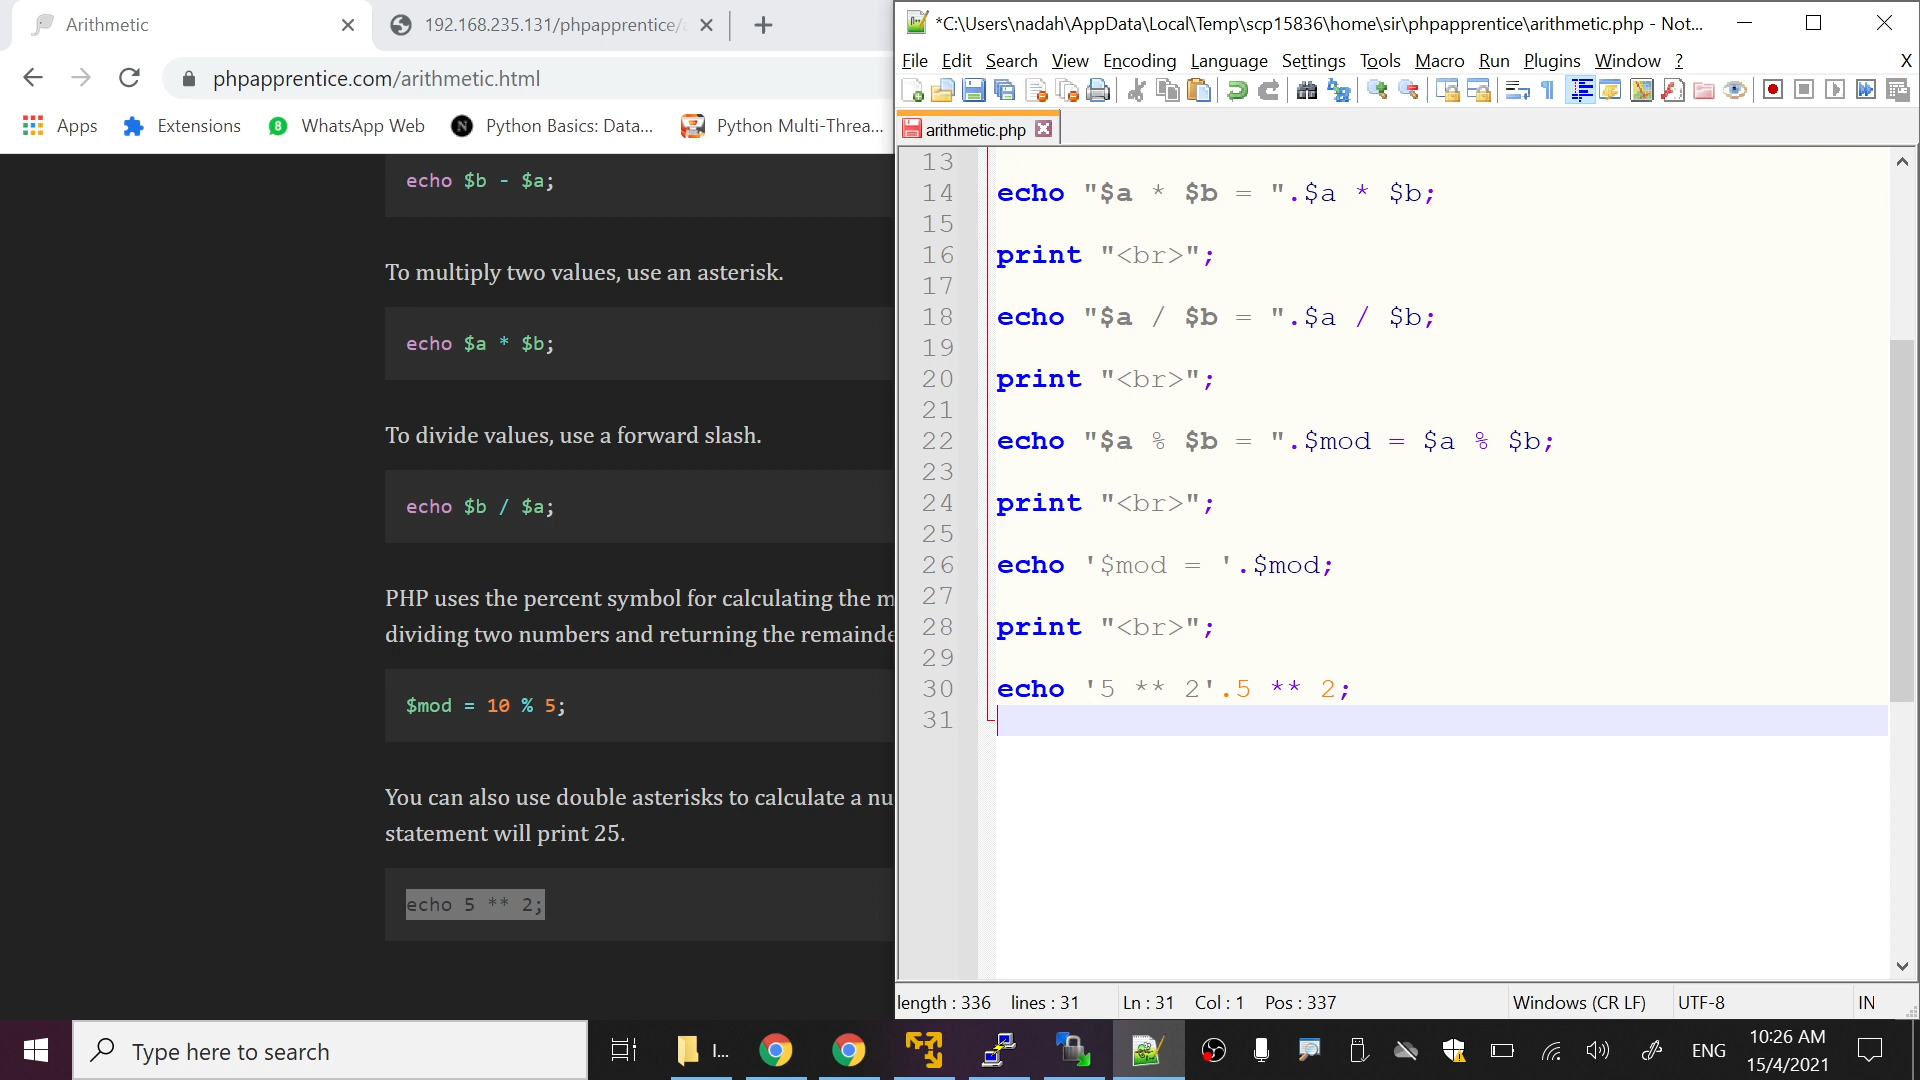 Arithmetic
192.168.235.131/phpapprentice/
phpapprentice.com/arithmetic.html
Apps
Extensions
8
WhatsApp Web
N
Python Basics: Data...
Python Multi-Threa...
echo $b - $a;
To multiply two values, use an asterisk.
echo $a * $b;
To divide values, use a forward slash.
echo $b / $a;
PHP uses the percent symbol for calculating the m
dividing two numbers and returning the remainde
$mod = 10 % 5;
You can also use double asterisks to calculate a nu
statement will print 25.
echo 5 ** 2;
*C:\Users\nadah\AppData\Local\Temp\scp15836\home\sir\phpapprentice\arithmetic.php - Not...
File Edit Search View Encoding Language Settings Tools Macro Run Plugins Window ?
X
arithmetic.php
13
14 echo "$a * $b = ".$a * $b;
15
16 print "<br>";
17
18 echo "$a / $b = ".$a / $b;
19
20 print "<br>";
21
22 echo "$a % $b = ".$mod = $a % $b;
23
24 print "<br>";
25
26 echo '$mod = '.$mod;
27
28 print "<br>";
29
30 echo '5 ** 2'.5 ** 2;
31
length : 336 lines : 31 Ln : 31 Col : 1 Pos : 337 Windows (CR LF) UTF-8 IN
Type here to search
I...
ENG
10:26 AM
15/4/2021